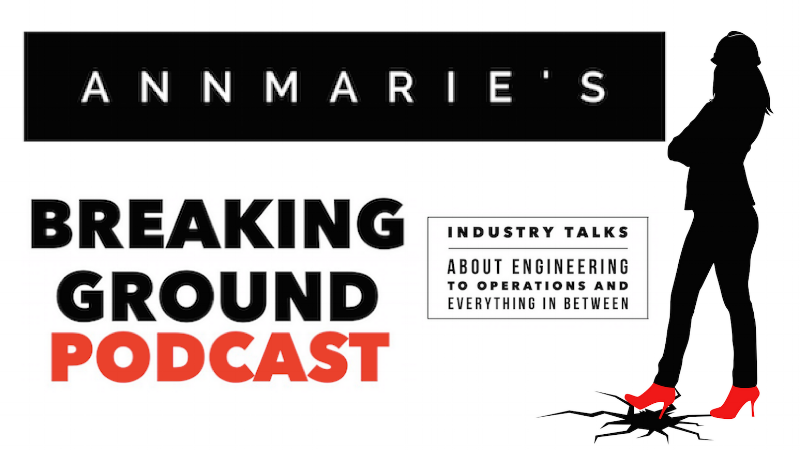 ANNMARIE'S
BREAKING
GROUND
PODCAST
INDUSTRY TALKS
ABOUT ENGINEERING
TO OPERATIONS AND
EVERYTHING IN BETWEEN